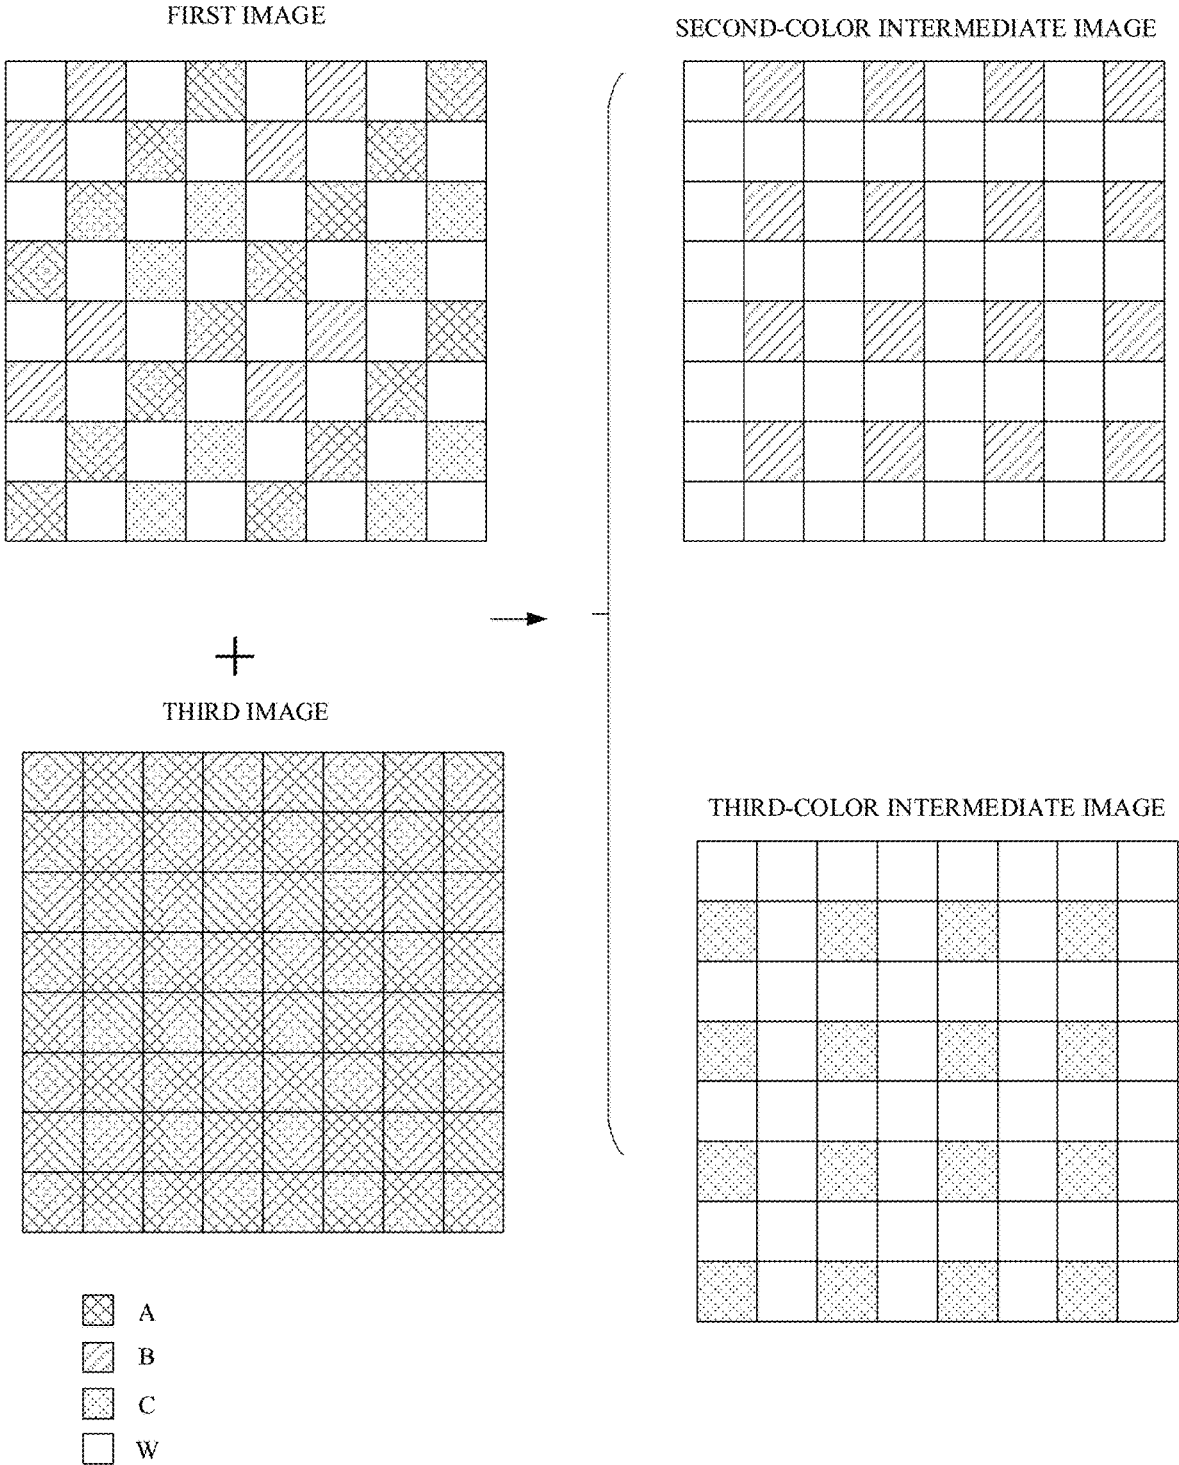 FIRST IMAGE
SECOND-COLOR INTERMEDIATE IMAGE
+
THIRD IMAGE
THIRD-COLOR INTERMEDIATE IMAGE
A
B
C
W